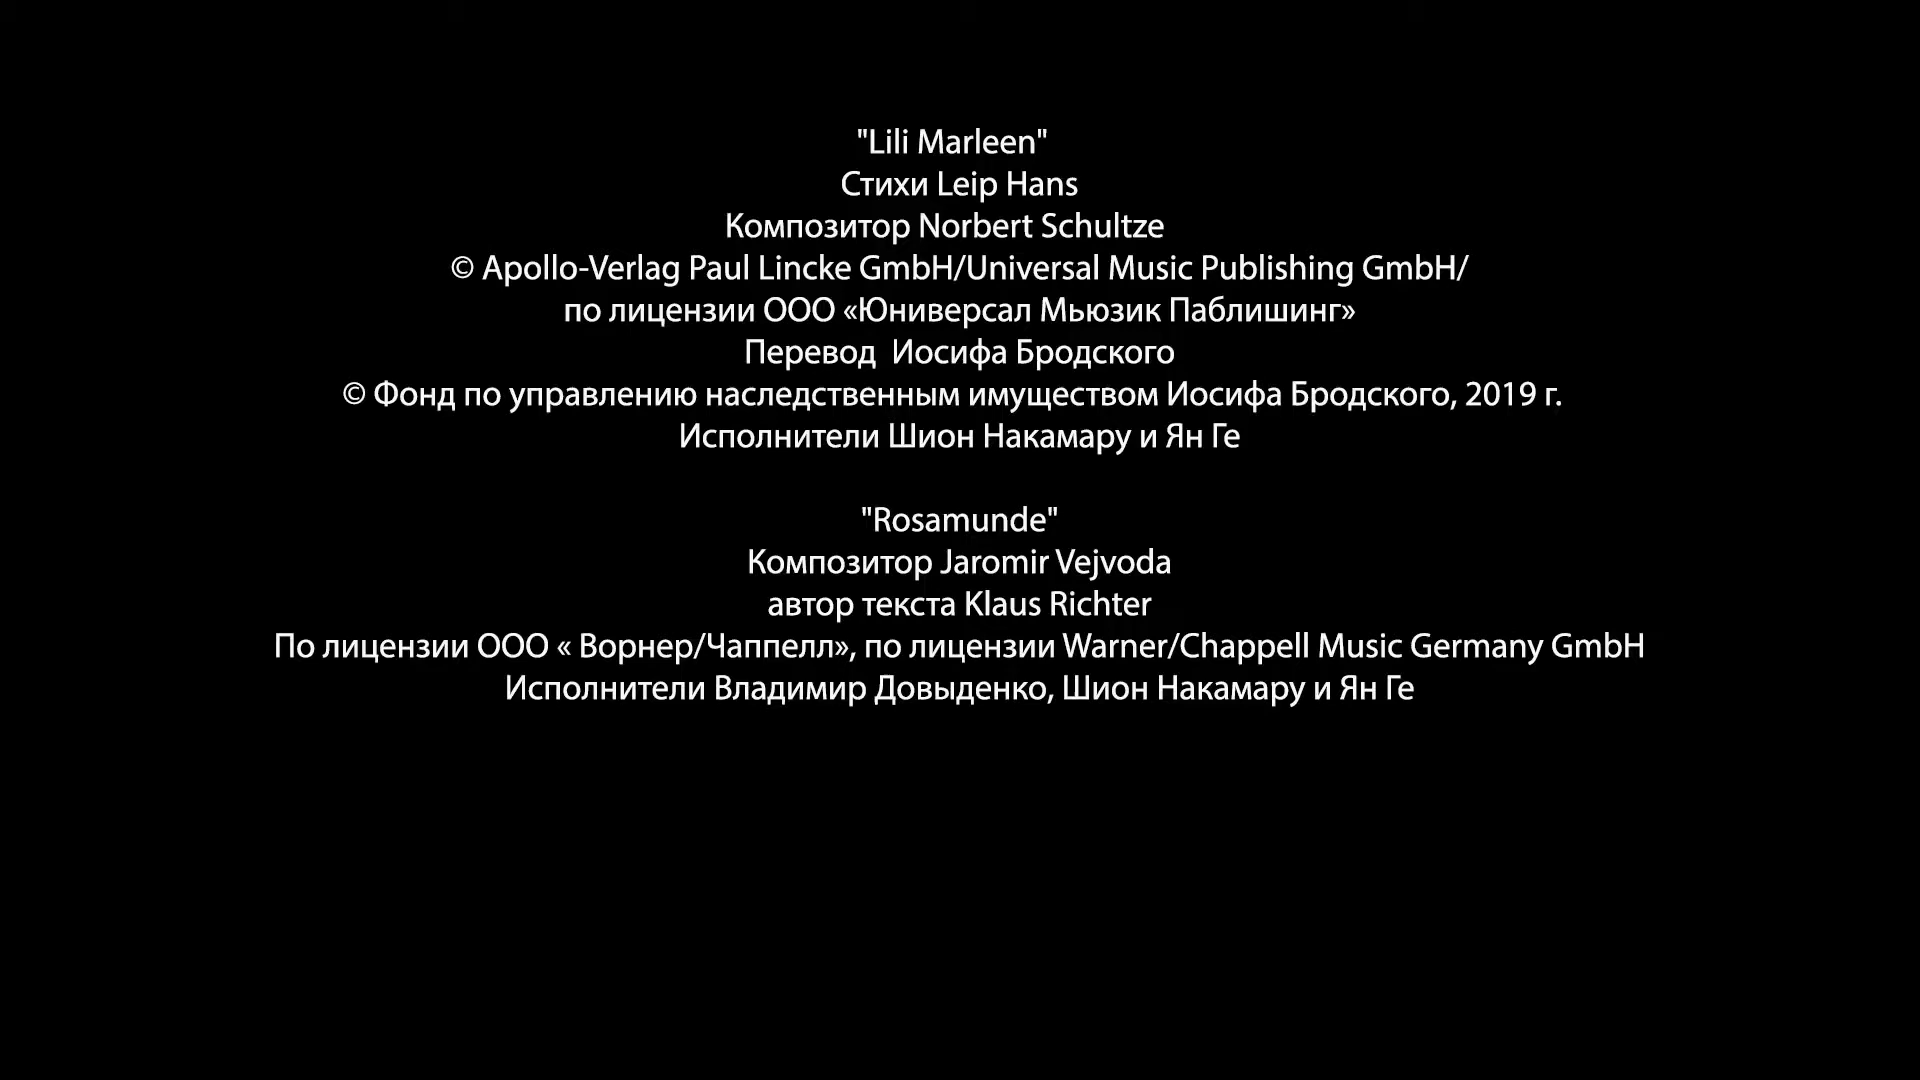 "Lili Marleen"
Стихи Leip Hans
Композитор Norbert Schultze
© Apollo-Verlag Paul Lincke GmbH/Universal Music Publishing GmbH/
по лицензии ООО «Юниверсал Мьюзик Паблишинг»
Перевод  Иосифа Бродского
© Фонд по управлению наследственным имуществом Иосифа Бродского, 2019 г.
Исполнители Шион Накамару и Ян Ге
"Rosamunde"
Композитор Jaromir Vejvoda
автор текста Klaus Richter
По лицензии ООО « Ворнер/Чаппелл», по лицензии Warner/Chappell Music Germany GmbH
Исполнители Владимир Довыденко, Шион Накамару и Ян Ге